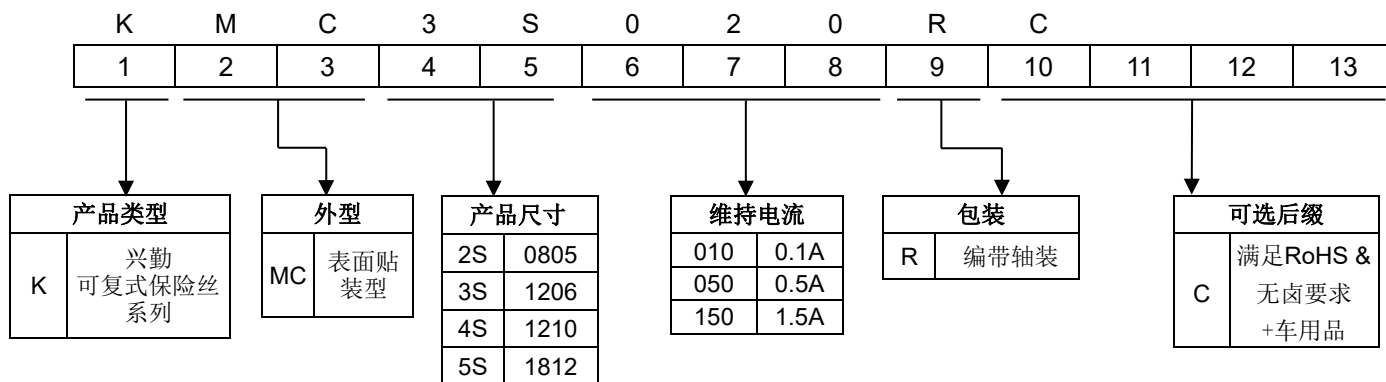 K M C 3 S 0 2 0 R C
1 2 3 4 5 6 7 8 9 10 11 12 13
产品类型
K
兴勤
可复式保险丝
系列
外型
MC
表面贴
装型
产品尺寸
2S 0805
3S 1206
4S 1210
5S 1812
维持电流
010 0.1A
050 0.5A
150 1.5A
包装
R 编带轴装
可选后缀
C
满足RoHS &
无卤要求
+车用品